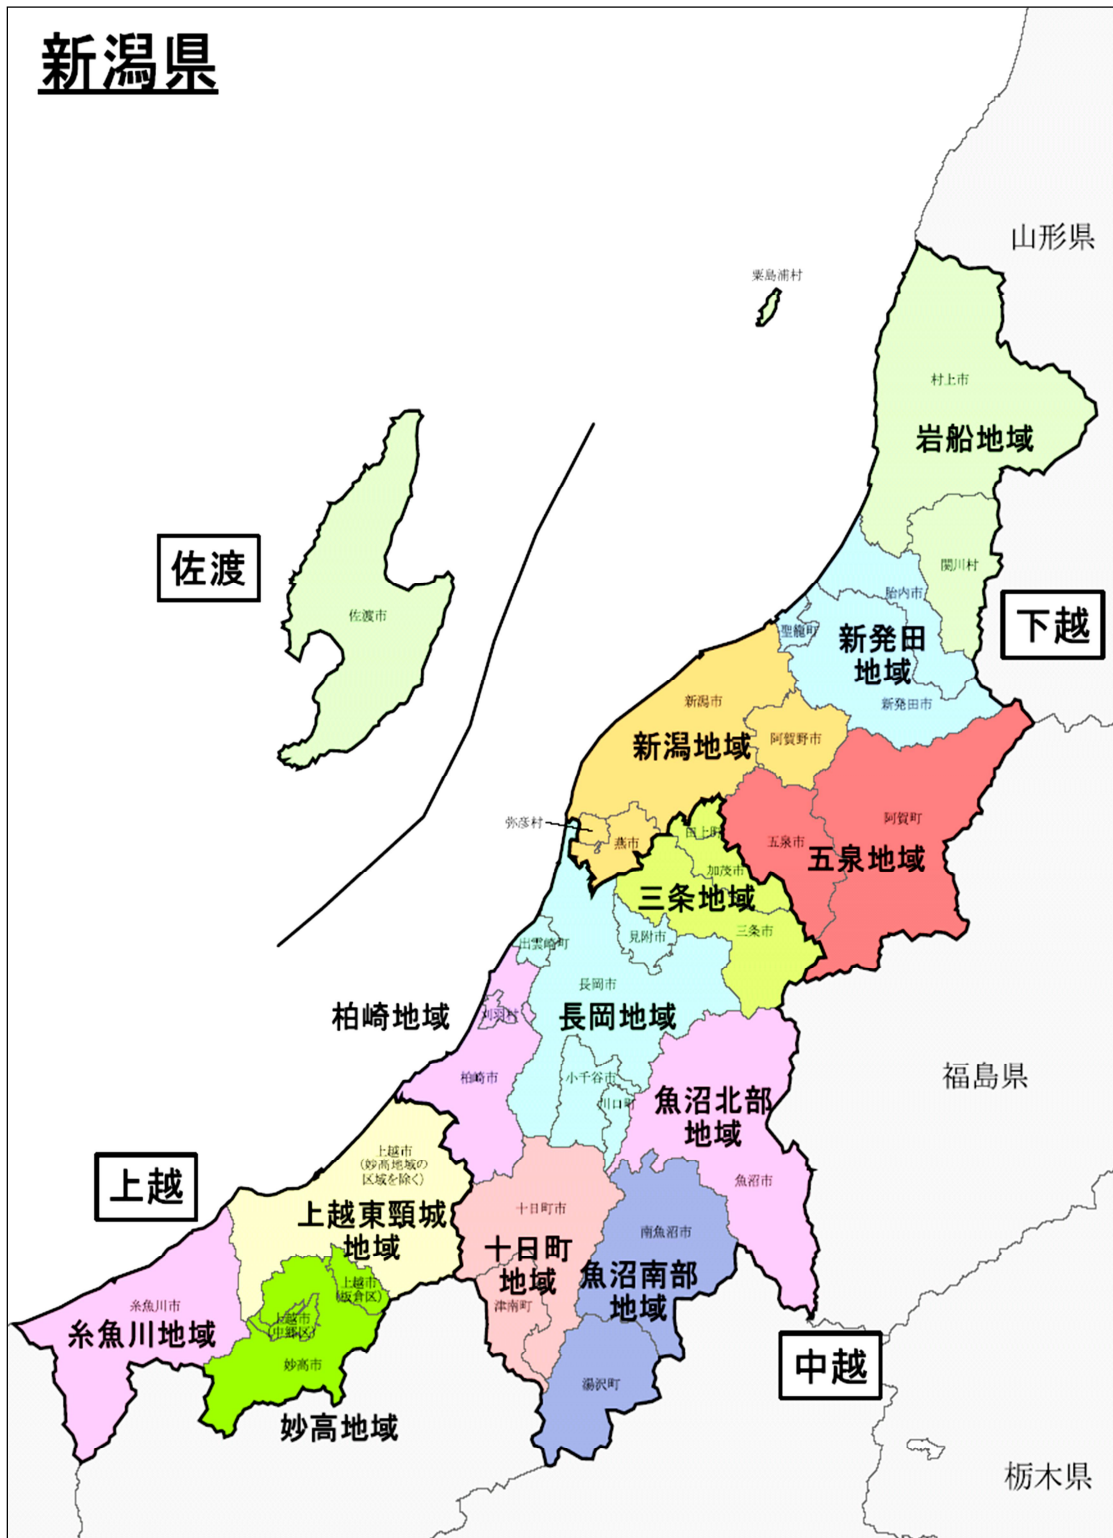 新潟県
山形県
粟島浦村
村上市
岩船地域
関川村
胎内市
佐渡
佐渡市
下越
聖龍町
新発田
地域
新発田市
新潟市
新潟地域
阿賀野市
阿賀町
弥彦村
燕市
田上町
五泉市
五泉地域
加茂市
三条地域
三条市
出雲崎町
見附市
長岡市
長岡地域
柏崎地域
刈羽村
柏崎市
小千谷市
川口町
福島県
魚沼北部
地域
魚沼市
上越
上越市
(妙高地域の
区域を除く)
上越東頸城
地域
十日町市
十日町
地域
津南町
南魚沼市
魚沼南部
地域
湯沢町
上越市
(板倉区)
上越市
(中郷区)
糸魚川市
糸魚川地域
妙高市
妙高地域
中越
栃木県